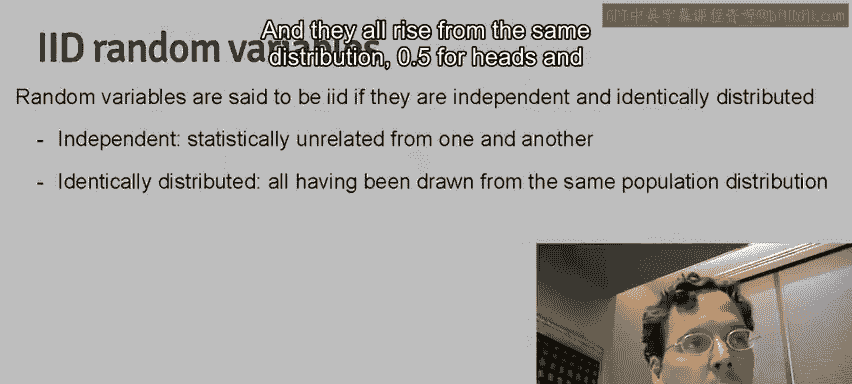 IID random variables
And they all rise from the same
distribution, 0.5 for heads and
Random variables are said to be iid if they are independent and identically distributed
- Independent: statistically unrelated from one and another
- Identically distributed: all having been drawn from the same population distribution